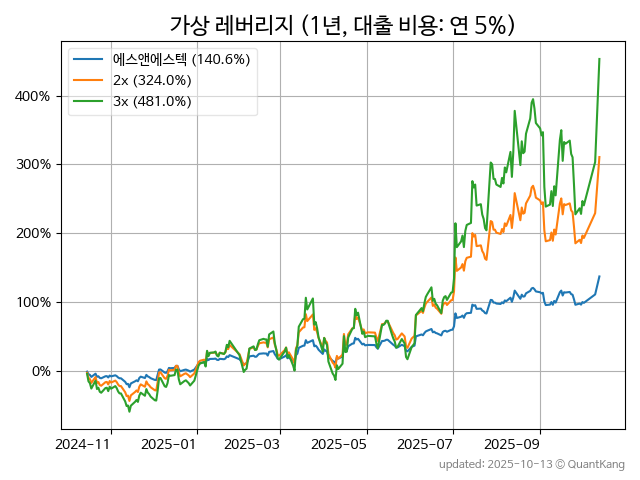 가상 레버리지 (1년, 대출 비용: 연 5%)
에스앤에스텍 (140.6%)
2x (324.0%)
3x (481.0%)
400%
300%
200%
100%
0%
2024-11 2025-01 2025-03 2025-05 2025-07 2025-09
updated: 2025-10-13 © QuantKang